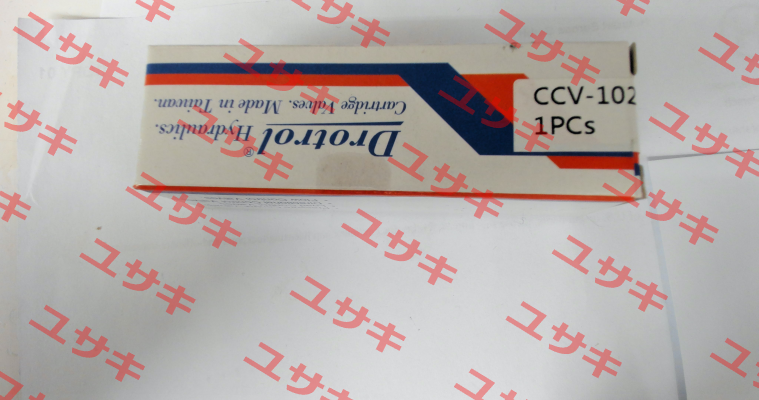 CCV-102
1PCs
Drotrol®
Hydraulics.
Cartridge Valves. Made in Taiwan.
ユサキ